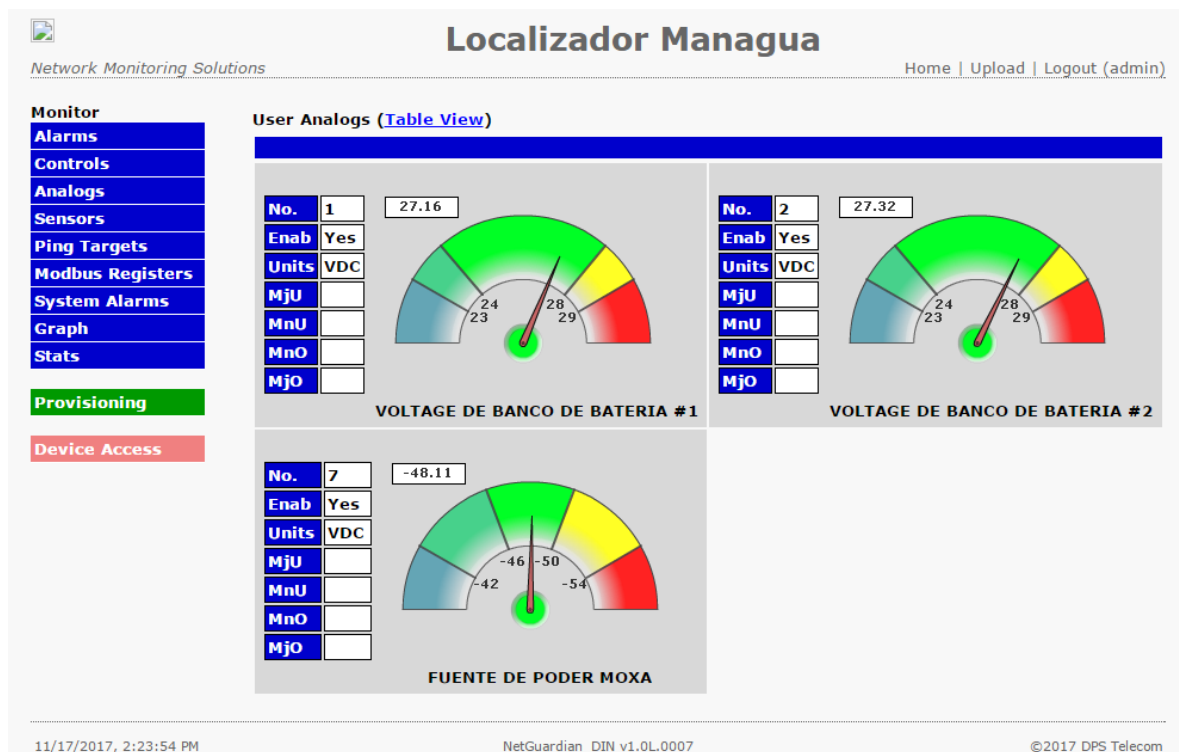 Localizador Managua
Network Monitoring Solutions
Home | Upload | Logout (admin)
Monitor
Alarms
Controls
Analogs
Sensors
Ping Targets
Modbus Registers
System Alarms
Graph
Stats
Provisioning
Device Access
User Analogs (Table View)
No. 1
Enab Yes
Units VDC
MjU
MnU
MnO
MjO
27.16
23
24
28
29
VOLTAGE DE BANCO DE BATERIA #1
No. 2
Enab Yes
Units VDC
MjU
MnU
MnO
MjO
27.32
23
24
28
29
VOLTAGE DE BANCO DE BATERIA #2
No. 7
Enab Yes
Units VDC
MjU
MnU
MnO
MjO
-48.11
-42
-46
-50
-54
FUENTE DE PODER MOXA
11/17/2017, 2:23:54 PM
NetGuardian DIN v1.0L.0007
©2017 DPS Telecom